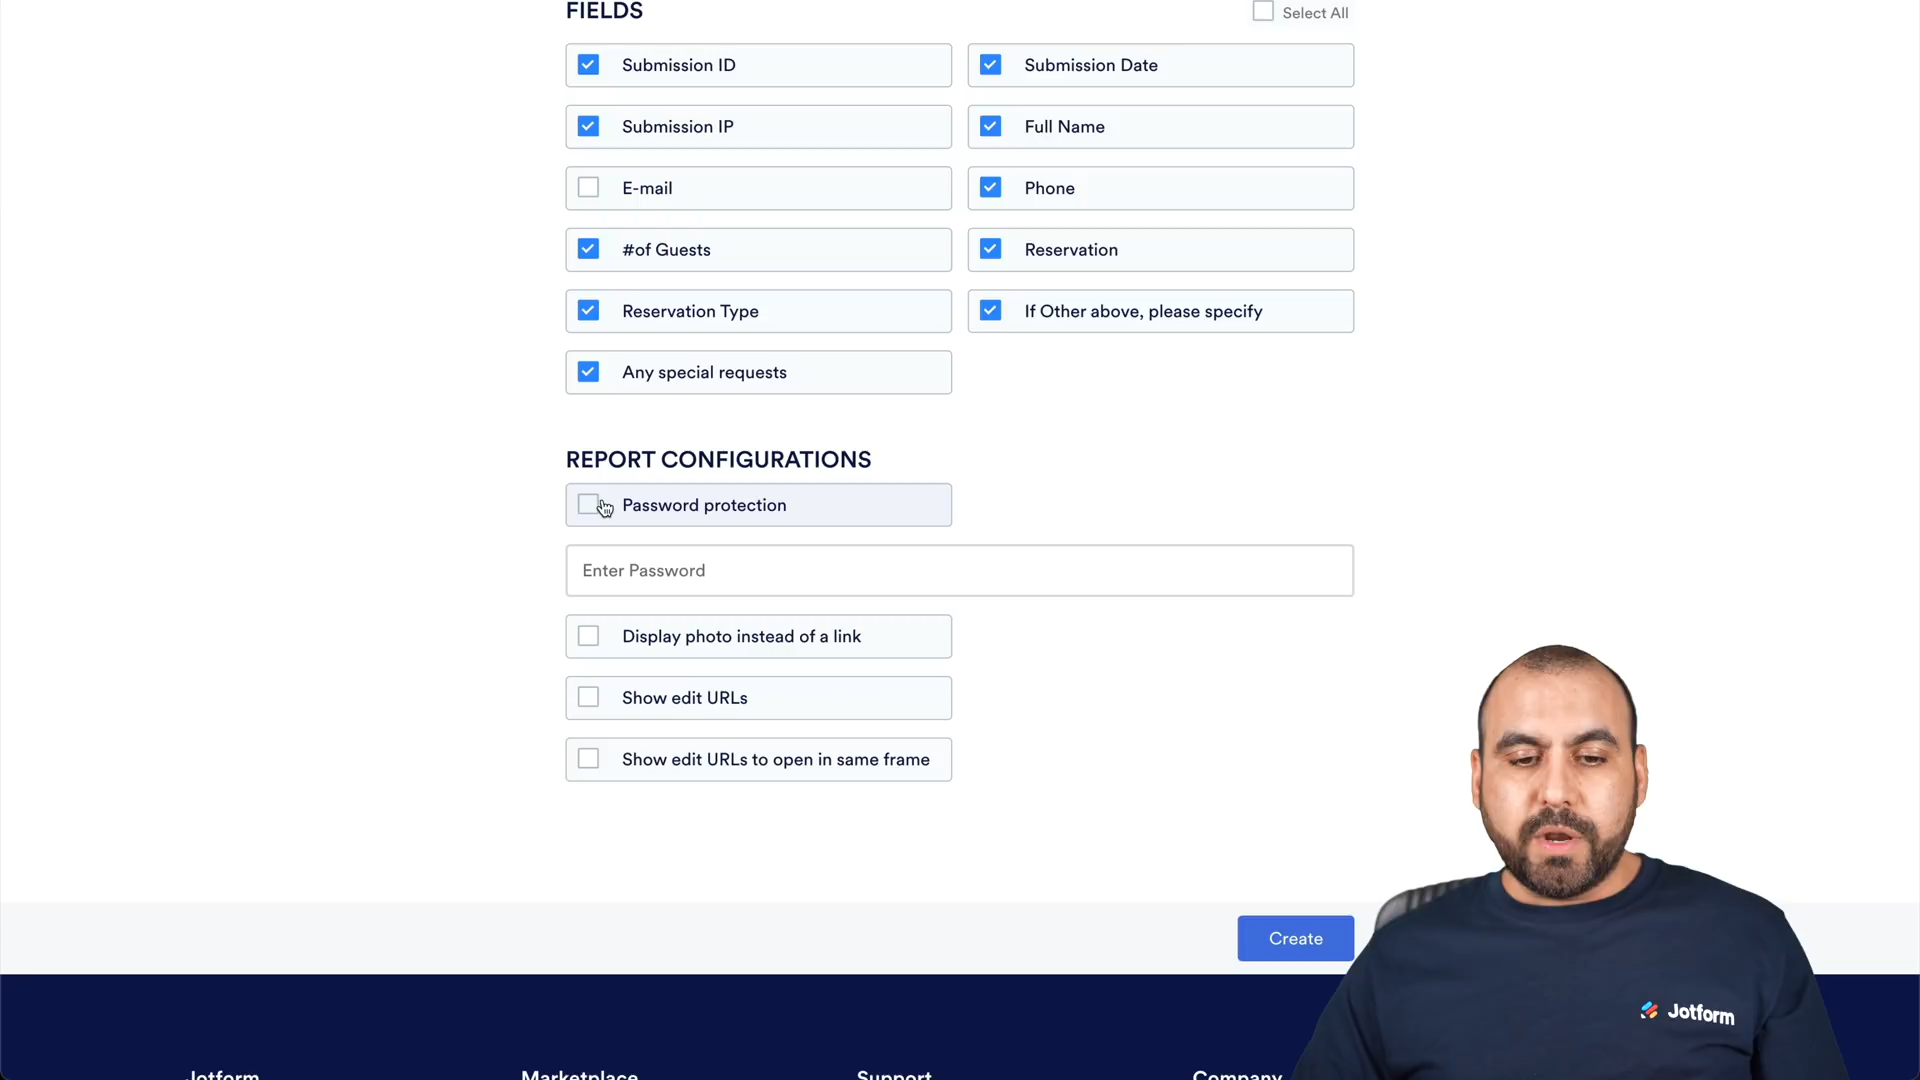 FIELDS
Select All
Submission ID
Submission Date
Submission IP
Full Name
E-mail
Phone
#of Guests
Reservation
Reservation Type
If Other above, please specify
Any special requests
REPORT CONFIGURATIONS
Password protection
Enter Password
Display photo instead of a link
Show edit URLs
Show edit URLs to open in same frame
Create
Jotform
Jotform
Marketplace
Support
Company